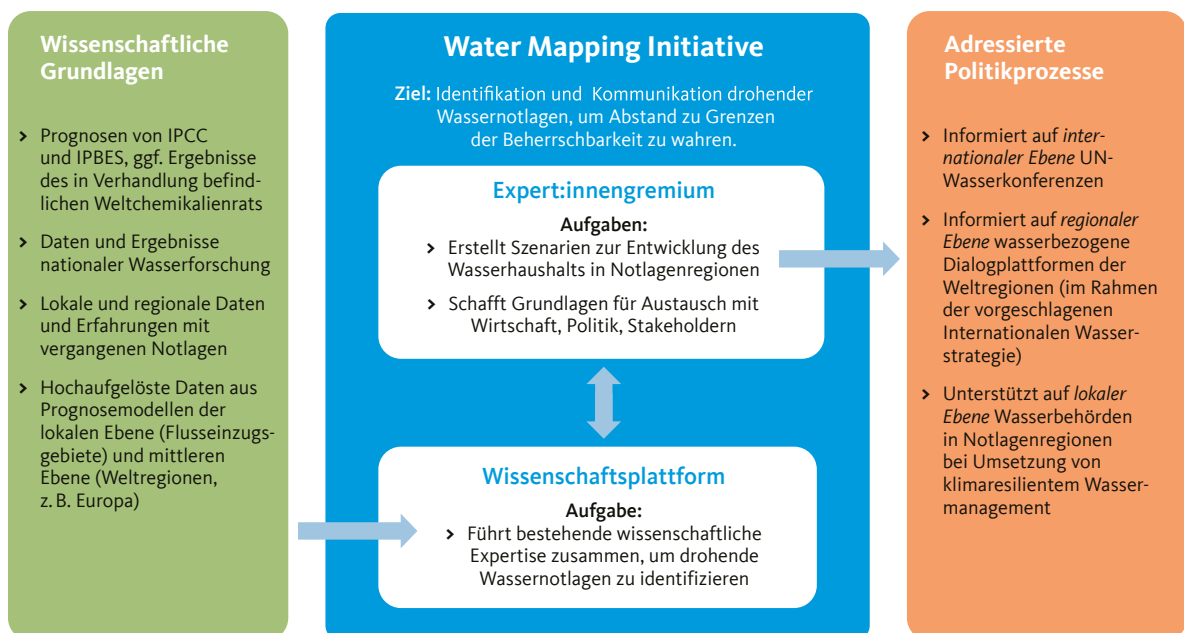 Wissenschaftliche
Grundlagen
> Prognosen von IPCC
und IPBES, ggf. Ergebnisse
des in Verhandlung befind-
lichen Weltchemikalienrats
> Daten und Ergebnisse
nationaler Wasserforschung
> Lokale und regionale Daten
und Erfahrungen mit
vergangenen Notlagen
> Hochaufgelöste Daten aus
Prognosemodellen der
lokalen Ebene (Flusseinzugs-
gebiete) und mittleren
Ebene (Weltregionen,
z. B. Europa)
Water Mapping Initiative
Ziel: Identifikation und Kommunikation drohender
Wassernotlagen, um Abstand zu Grenzen
der Beherrschbarkeit zu wahren.
Expert:innengremium
Aufgaben:
> Erstellt Szenarien zur Entwicklung des
Wasserhaushalts in Notlagenregionen
> Schafft Grundlagen für Austausch mit
Wirtschaft, Politik, Stakeholdern
Wissenschaftsplattform
Aufgabe:
> Führt bestehende wissenschaftliche
Expertise zusammen, um drohende
Wassernotlagen zu identifizieren
Adressierte
Politikprozesse
> Informiert auf inter-
nationaler Ebene UN-
Wasserkonferenzen
> Informiert auf regionaler
Ebene wasserbezogene
Dialogplattformen der
Weltregionen (im Rahmen
der vorgeschlagenen
Internationalen Wasser-
strategie)
> Unterstützt auf lokaler
Ebene Wasserbehörden
in Notlagenregionen
bei Umsetzung von
klimaresilientem Wasser-
management